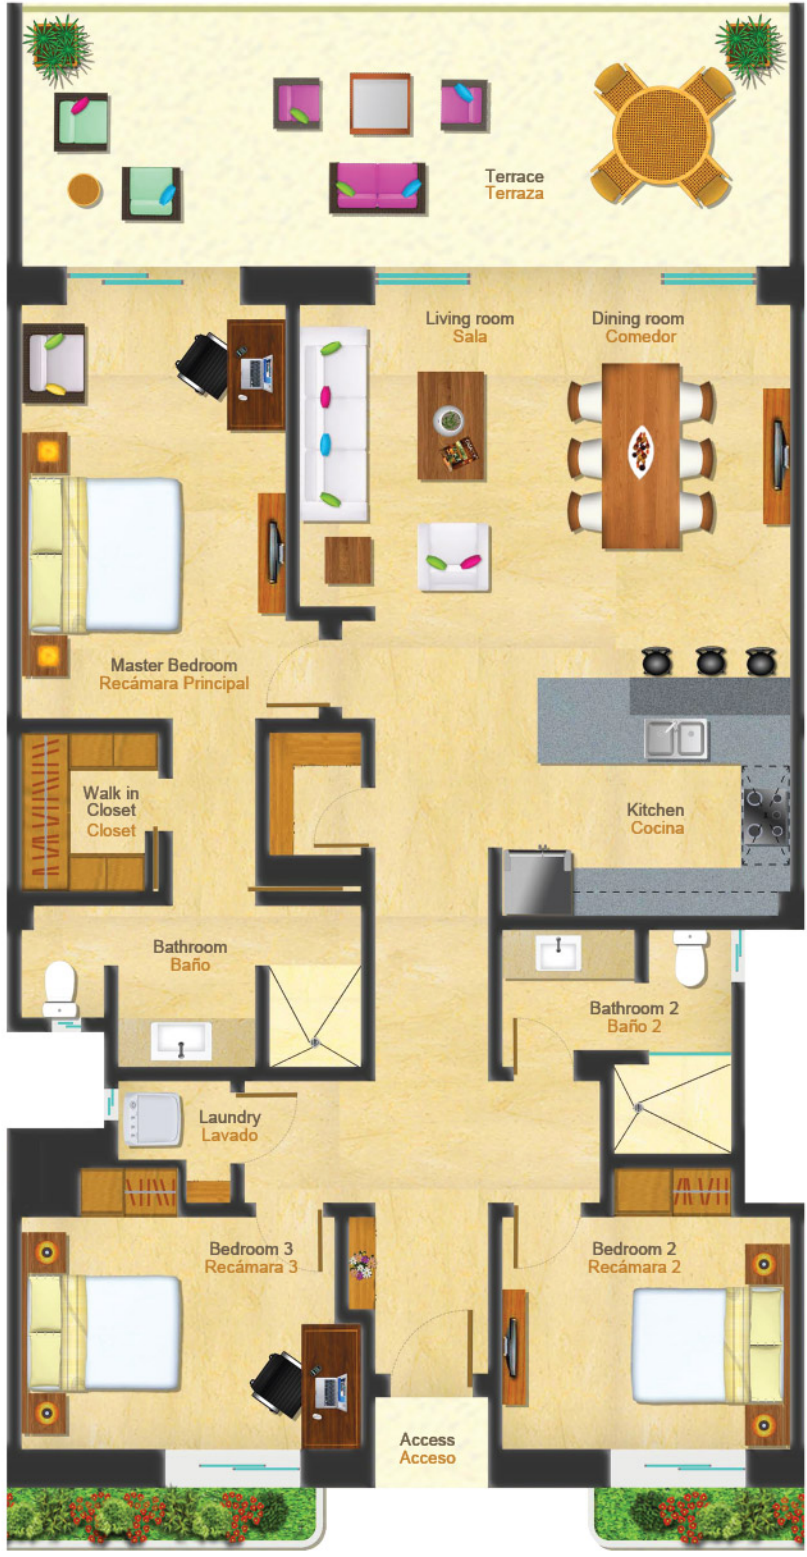 Terrace
Terraza
Living room
Sala
Dining room
Comedor
Master Bedroom
Recámara Principal
Walk in
Closet
Closet
Kitchen
Cocina
Bathroom
Baño
Bathroom 2
Baño 2
Laundry
Lavado
Bedroom 3
Recámara 3
Bedroom 2
Recámara 2
Access
Acceso